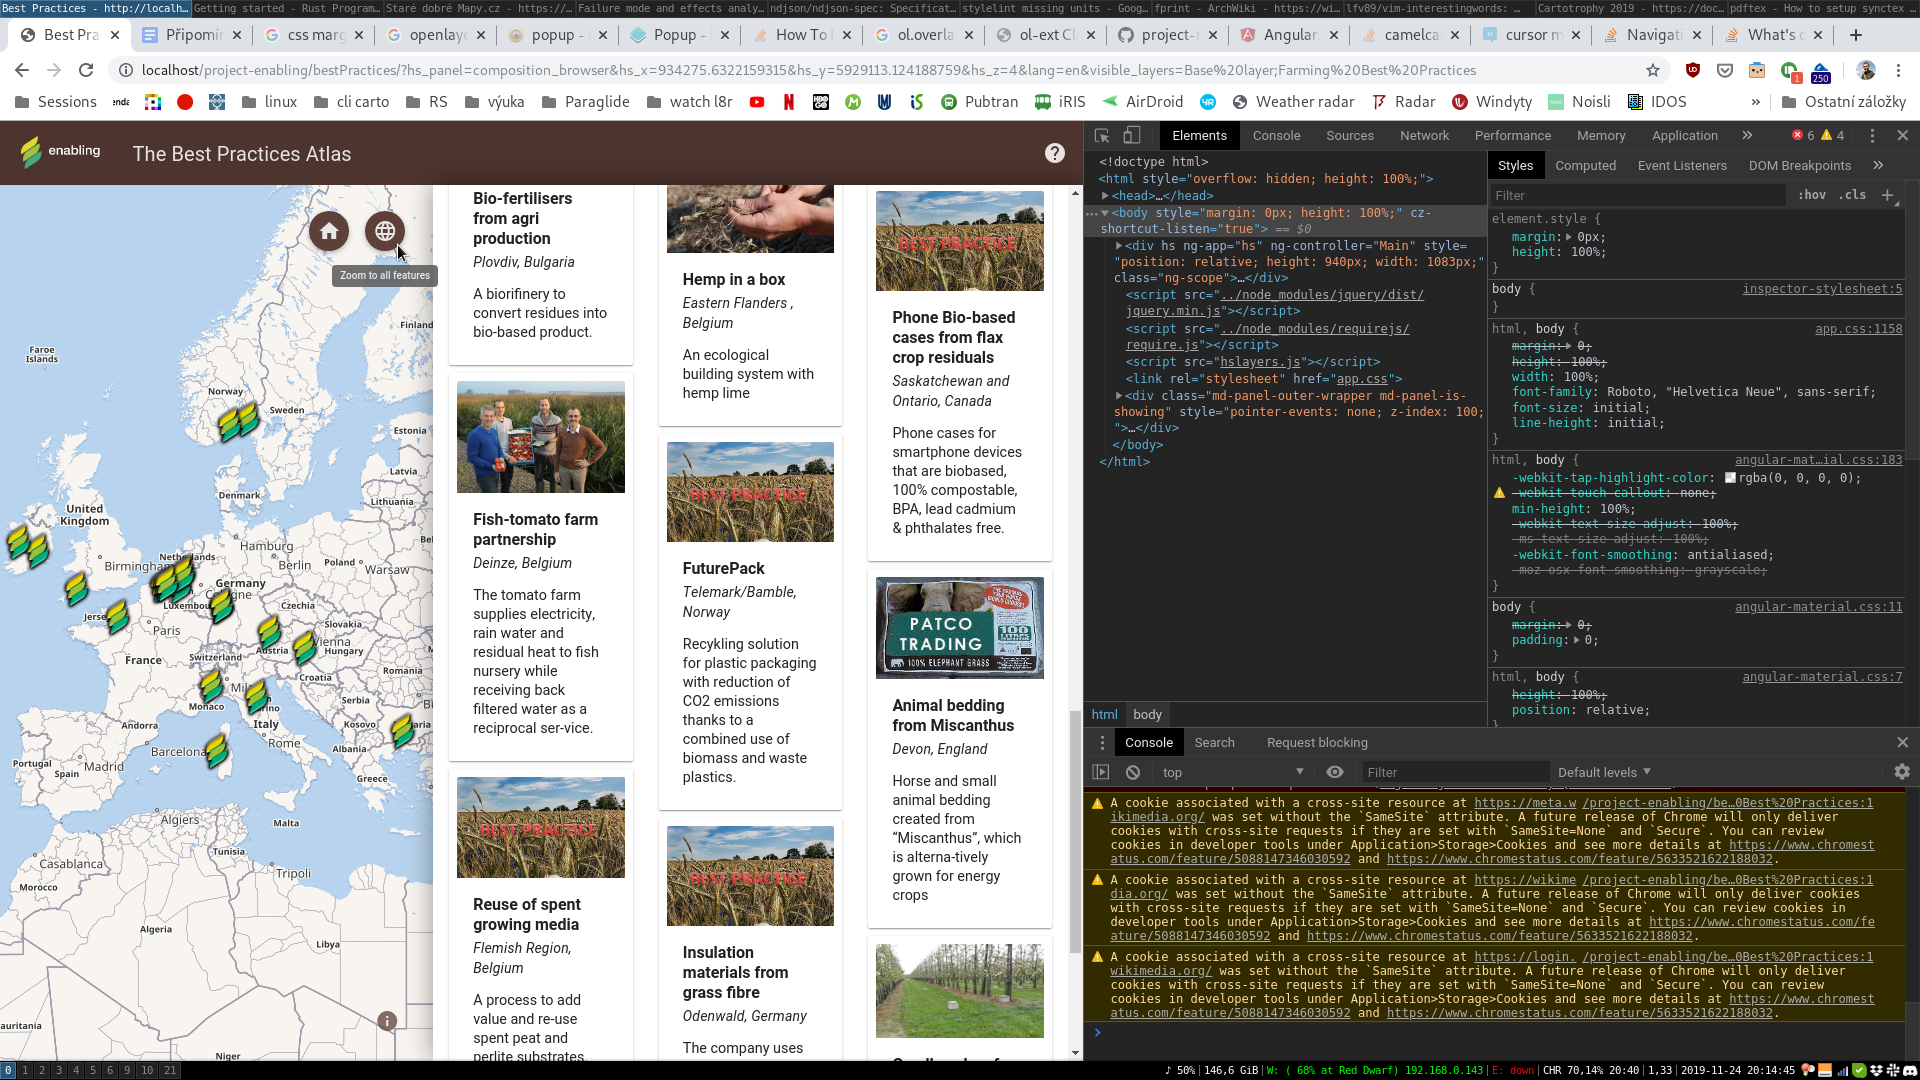 Best Practices - http://localh…
Getting started - Rust Program…
Staré dobré Mapy.cz - https://…
Failure mode and effects analy…
ndjson/ndjson-spec: Specificat…
stylelint missing units - Goog…
fprint - ArchWiki - https://wi…
lfv89/vim-interestingwords: …
Cartotrophy 2019 - https://doc…
pdftex - How to setup synctex …
Best Pra
Připomín
css marg
openlaye
popup -
Popup -
How To
ol.overla
ol-ext Cl
project-
Angular
camelca
cursor m
Navigati
What's c
localhost/project-enabling/bestPractices/?hs_panel=composition_browser&hs_x=934275.6322159315&hs_y=5929113.124188759&hs_z=4&lang=en&visible_layers=Base%20layer;Farming%20Best%20Practices
1
250
Sessions
linux
cli carto
RS
výuka
Paraglide
watch l8r
Pubtran
iRIS
AirDroid
Weather radar
Radar
Windyty
Noisli
IDOS
Ostatní záložky
enabling
The Best Practices Atlas
Zoom to all features
Faroe
Islands
Finland
Norway
Sweden
Estonia
Latvia
Lithuania
Denmark
United
Kingdom
Hamburg
Netherlands
Birmingham
Berlin
Poland
Warsaw
Germany
Cologne
Luxembou
Czechia
Jerse
Paris
Slovakia
Vienna
Switzerland
Austria
Hungary
France
Romania
Croatia
Mil
Monaco
Serbia
Andorra
Italy
Kosovo
Barcelona
Rome
Albania
Portugal
Spain
Madrid
Greece
Algiers
Malta
Tunisia
Casablanca
Tripoli
Morocco
Algeria
Libya
auritania
Niger
Bio-fertilisers
from agri
production
Plovdiv, Bulgaria
A biorifinery to
convert residues into
bio-based product.
Fish-tomato farm
partnership
Deinze, Belgium
The tomato farm
supplies electricity,
rain water and
residual heat to fish
nursery while
receiving back
filtered water as a
reciprocal ser-vice.
BEST PRACTICE
Reuse of spent
growing media
Flemish Region,
Belgium
A process to add
value and re-use
spent peat and
perlite substrates.
Hemp in a box
Eastern Flanders ,
Belgium
An ecological
building system with
hemp lime
BEST PRACTICE
FuturePack
Telemark/Bamble,
Norway
Recykling solution
for plastic packaging
with reduction of
CO2 emissions
thanks to a
combined use of
biomass and waste
plastics.
BEST PRACTICE
Insulation
materials from
grass fibre
Odenwald, Germany
The company uses
BEST PRACTICE
Phone Bio-based
cases from flax
crop residuals
Saskatchewan and
Ontario, Canada
Phone cases for
smartphone devices
that are biobased,
100% compostable,
BPA, lead cadmium
& phthalates free.
PATCO
TRADING
100
100% ELEPHANT GRASS
Animal bedding
from Miscanthus
Devon, England
Horse and small
animal bedding
created from
“Miscanthus”, which
is alterna-tively
grown for energy
crops
Elements
Console
Sources
Network
Performance
Memory
Application
6
4
<!doctype html>
<html style="overflow: hidden; height: 100%;">
<head>…</head>
<body style="margin: 0px; height: 100%;" cz-
shortcut-listen="true"> == $0
<div hs ng-app="hs" ng-controller="Main" style=
"position: relative; height: 940px; width: 1083px;"
class="ng-scope">…</div>
<script src="../node_modules/jquery/dist/
jquery.min.js"></script>
<script src="../node_modules/requirejs/
require.js"></script>
<script src="hslayers.js"></script>
<link rel="stylesheet" href="app.css">
<div class="md-panel-outer-wrapper md-panel-is-
showing" style="pointer-events: none; z-index: 100;
">…</div>
</body>
</html>
html
body
Styles
Computed
Event Listeners
DOM Breakpoints
Filter
:hov
.cls
element.style {
margin: 0px;
height: 100%;
}
body {
inspector-stylesheet:5
}
html, body {
app.css:1158
margin: 0;
height: 100%;
width: 100%;
font-family: Roboto, "Helvetica Neue", sans-serif;
font-size: initial;
line-height: initial;
}
html, body {
angular-mat…ial.css:183
-webkit-tap-highlight-color: rgba(0, 0, 0, 0);
-webkit-touch-callout: none;
min-height: 100%;
-webkit-text-size-adjust: 100%;
-ms-text-size-adjust: 100%;
-webkit-font-smoothing: antialiased;
-moz-osx-font-smoothing: grayscale;
}
body {
angular-material.css:11
margin: 0;
padding: 0;
}
html, body {
angular-material.css:7
height: 100%;
position: relative;
Console
Search
Request blocking
top
Filter
Default levels
A cookie associated with a cross-site resource at https://meta.w /project-enabling/be…0Best%20Practices:1
ikimedia.org/ was set without the `SameSite` attribute. A future release of Chrome will only deliver
cookies with cross-site requests if they are set with `SameSite=None` and `Secure`. You can review
cookies in developer tools under Application>Storage>Cookies and see more details at https://www.chromest
atus.com/feature/5088147346030592 and https://www.chromestatus.com/feature/5633521622188032.
A cookie associated with a cross-site resource at https://wikime /project-enabling/be…0Best%20Practices:1
dia.org/ was set without the `SameSite` attribute. A future release of Chrome will only deliver
cookies with cross-site requests if they are set with `SameSite=None` and `Secure`. You can review cookies in
developer tools under Application>Storage>Cookies and see more details at https://www.chromestatus.com/fe
ature/5088147346030592 and https://www.chromestatus.com/feature/5633521622188032.
A cookie associated with a cross-site resource at https://login. /project-enabling/be…0Best%20Practices:1
wikimedia.org/ was set without the `SameSite` attribute. A future release of Chrome will only deliver
cookies with cross-site requests if they are set with `SameSite=None` and `Secure`. You can review
cookies in developer tools under Application>Storage>Cookies and see more details at https://www.chromest
atus.com/feature/5088147346030592 and https://www.chromestatus.com/feature/5633521622188032.
0 1 2 3 4 5 6 9 10 21
♪ 50% | 146,6 GiB | W: ( 68% at Red Dwarf) 192.168.0.143 | E: down | CHR 70,14% 20:40 | 1,33 | 2019-11-24 20:14:45